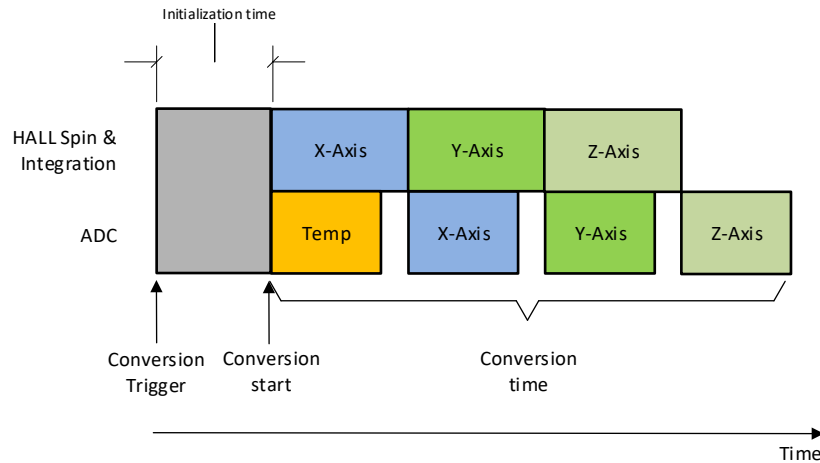 Initialization time
HALL Spin &
Integration
X-Axis
Y-Axis
Z-Axis
ADC
Temp
X-Axis
Y-Axis
Z-Axis
Conversion
Trigger
Conversion
start
Conversion
time
Time